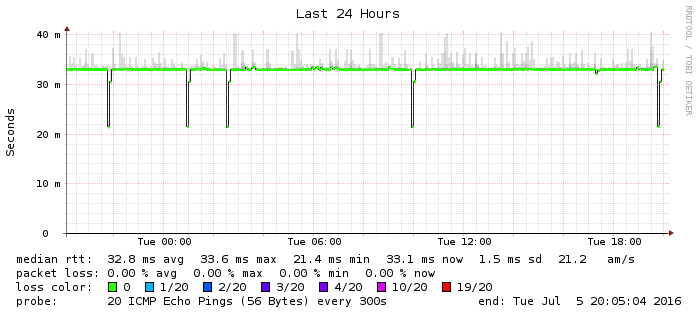 Last 24 Hours
RRDTOOL / TOBI OETIKER
Seconds
40 m
30 m
20 m
10 m
0
Tue 00:00 Tue 06:00 Tue 12:00 Tue 18:00
median rtt: 32.8 ms avg 33.6 ms max 21.4 ms min 33.1 ms now 1.5 ms sd 21.2 am/s
packet loss: 0.00 % avg 0.00 % max 0.00 % min 0.00 % now
loss color: 0 1/20 2/20 3/20 4/20 10/20 19/20
probe: 20 ICMP Echo Pings (56 Bytes) every 300s end: Tue Jul 5 20:05:04 2016